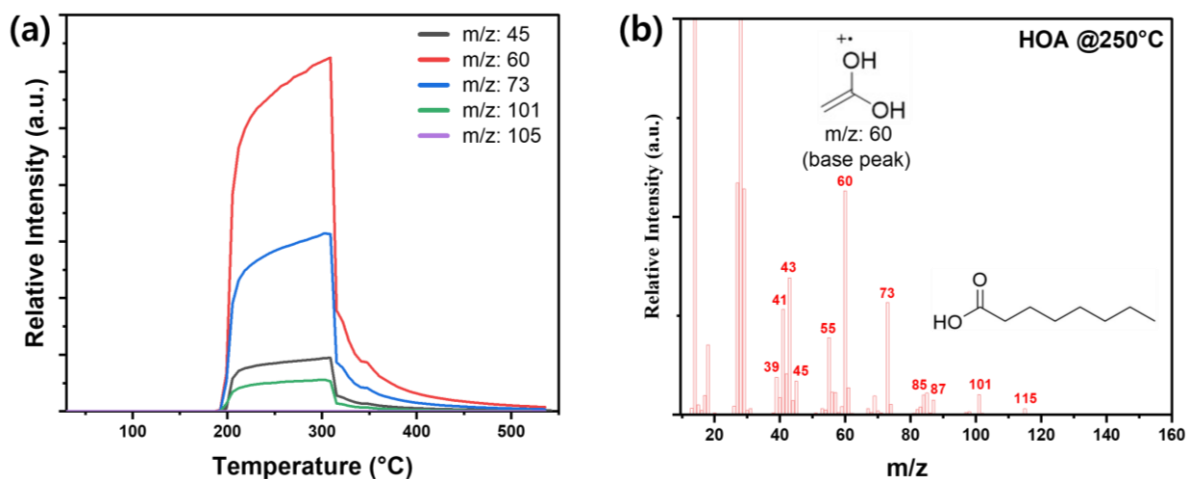 (a)
m/z: 45
m/z: 60
m/z: 73
m/z: 101
m/z: 105
Relative Intensity (a.u.)
100
200
300
400
500
Temperature (°C)
(b)
HOA @250°C
+•
OH
OH
m/z: 60
(base peak)
Relative Intensity (a.u.)
60
43
41
73
55
39
45
85
87
101
115
O
HO
20
40
60
80
100
120
140
160
m/z